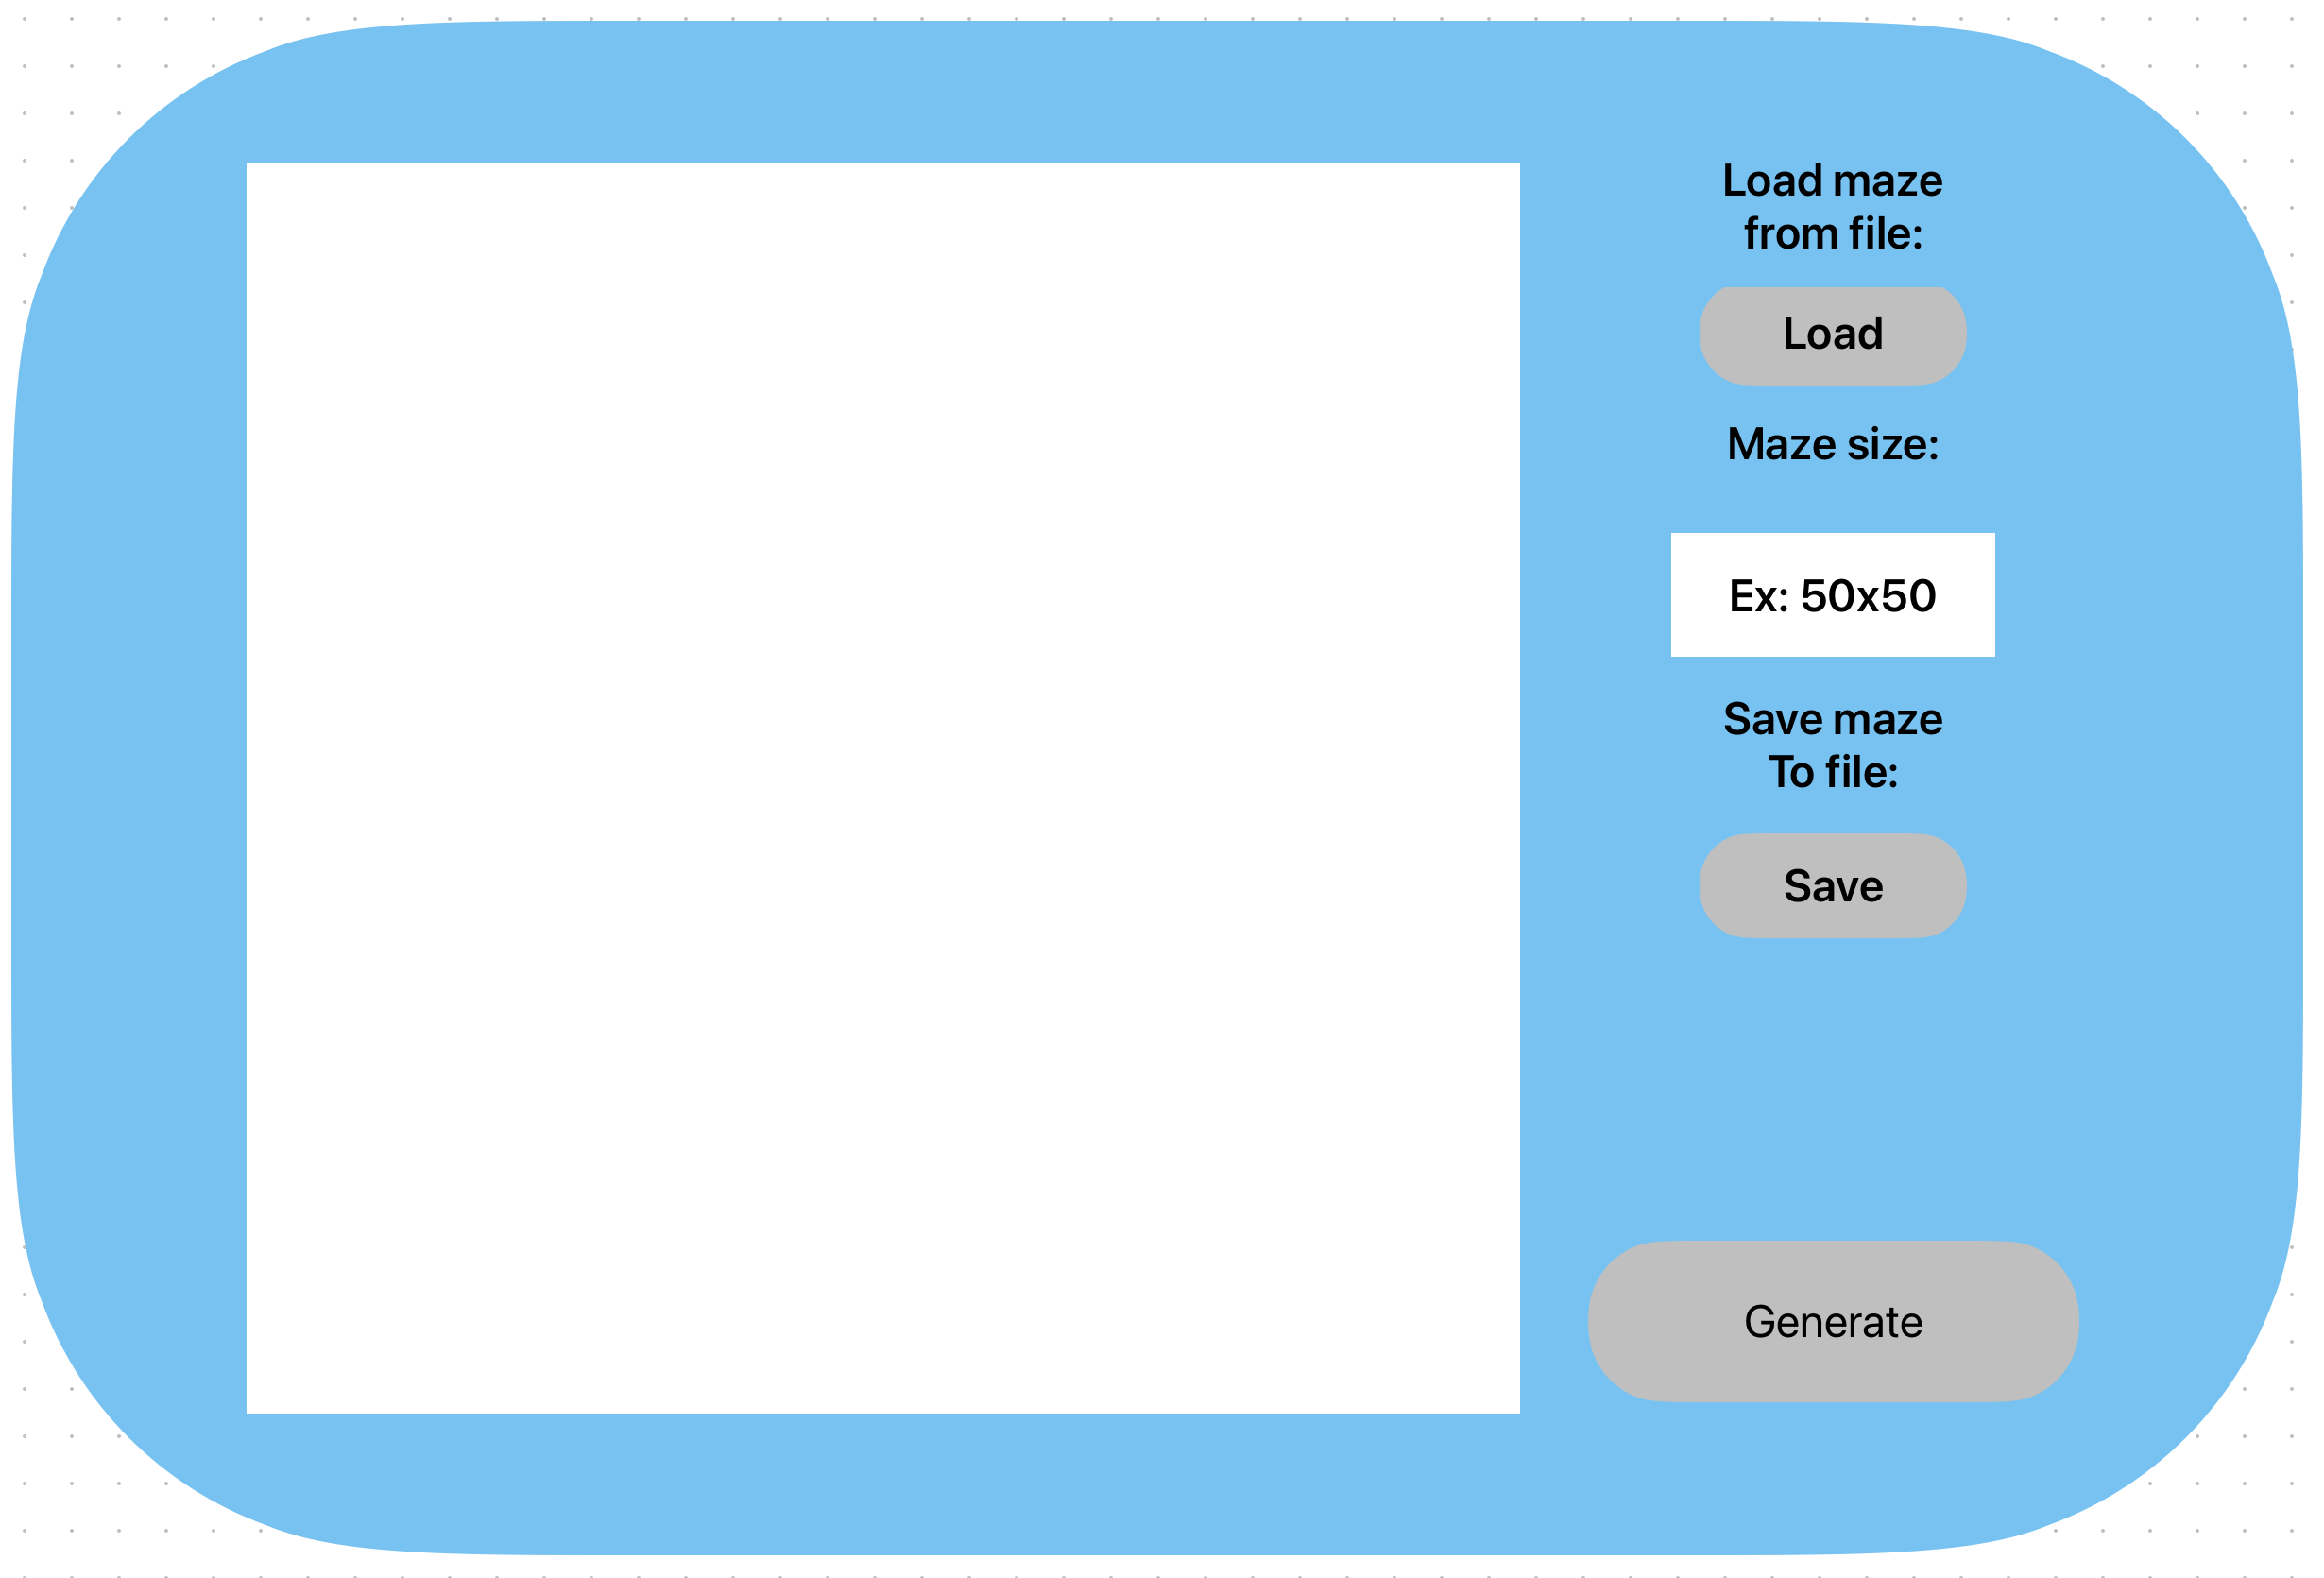 Load maze
from file:
Load
Maze size:
Ex: 50x50
Save maze
To file:
Save
Generate